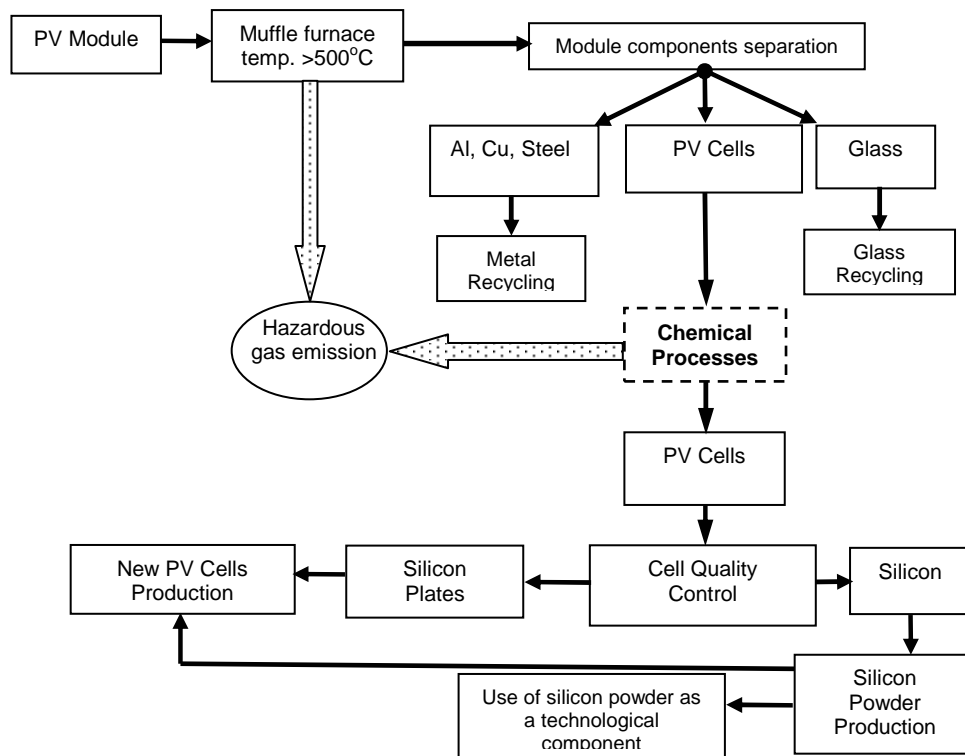 PV Module
Muffle furnace
temp. >500°C
Module components separation
Al, Cu, Steel
PV Cells
Glass
Metal
Recycling
Glass
Recycling
Hazardous
gas emission
Chemical
Processes
PV Cells
New PV Cells
Production
Silicon
Plates
Cell Quality
Control
Silicon
Silicon
Powder
Production
Use of silicon powder as
a technological
component